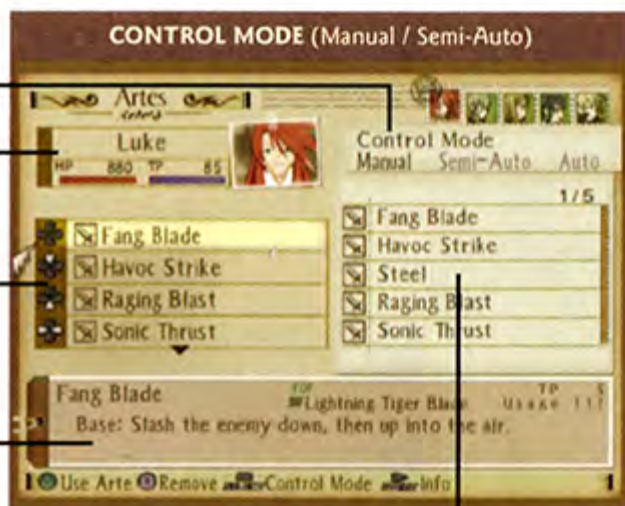 CONTROL MODE (Manual / Semi-Auto)
Artes
Luke
HP 880 TP 85
Control Mode
Manual Semi-Auto Auto
1/5
Fang Blade
Havoc Strike
Raging Blast
Sonic Thrust
Fang Blade
Havoc Strike
Steel
Raging Blast
Sonic Thrust
Fang Blade
FOF
Lightning Tiger Blade
TP 5
Usage 111
Base: Slash the enemy down, then up into the air.
Use Arte Remove Control Mode Info
1